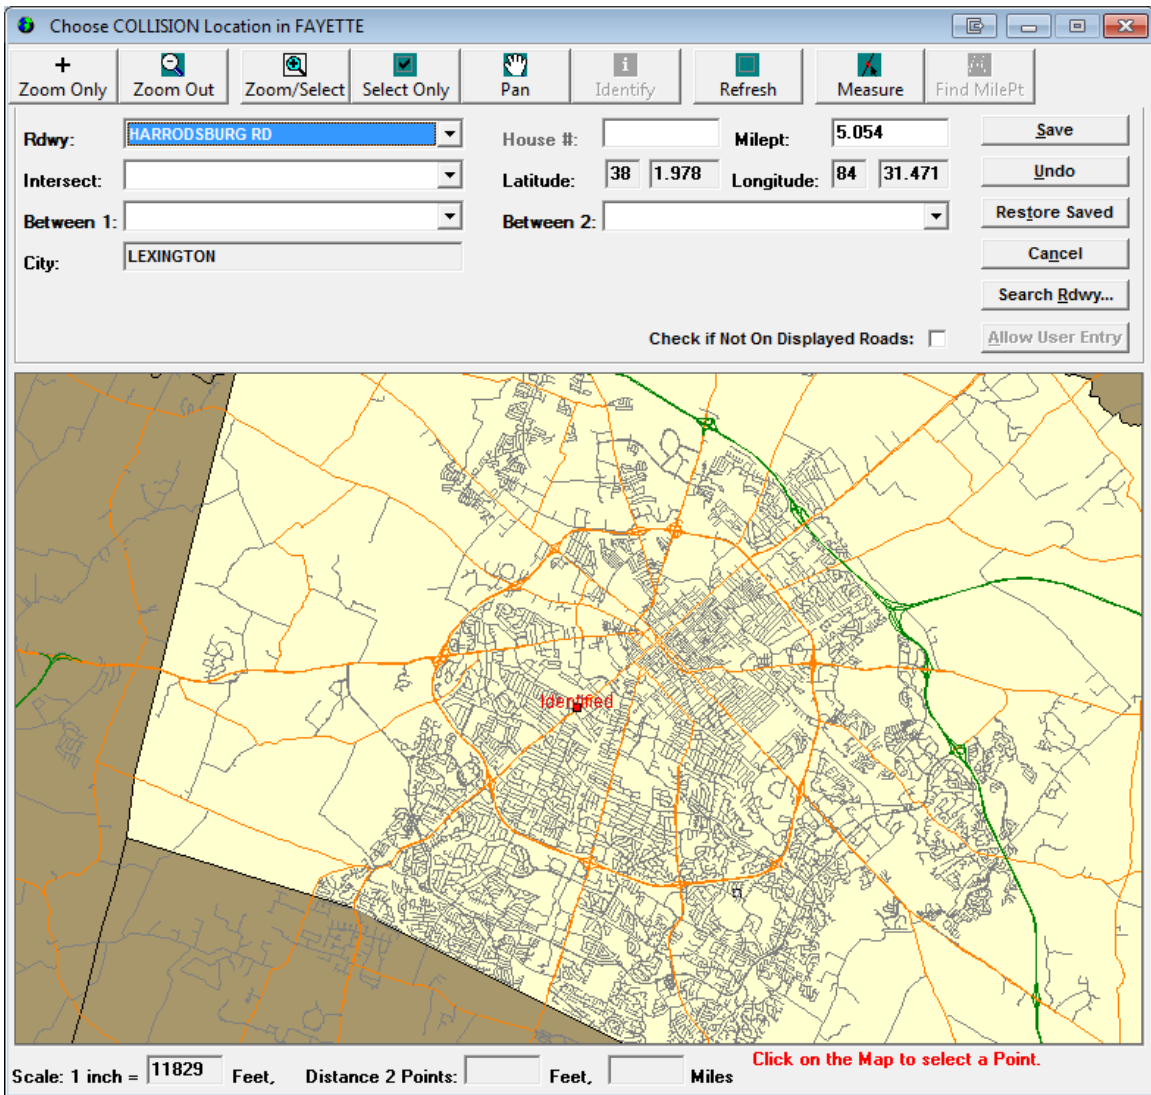 Choose COLLISION Location in FAYETTE
Zoom Only Zoom Out Zoom/Select Select Only Pan Identify Refresh Measure Find MilePt
Rdwy: HARRODSBURG RD House #: Milept: 5.054 Save
Intersect: Latitude: 38 1.978 Longitude: 84 31.471 Undo
Between 1: Between 2: Restore Saved
City: LEXINGTON Cancel
Search Rdwy...
Check if Not On Displayed Roads: Allow User Entry
Identified
Click on the Map to select a Point.
Scale: 1 inch = 11829 Feet, Distance 2 Points: Feet, Miles